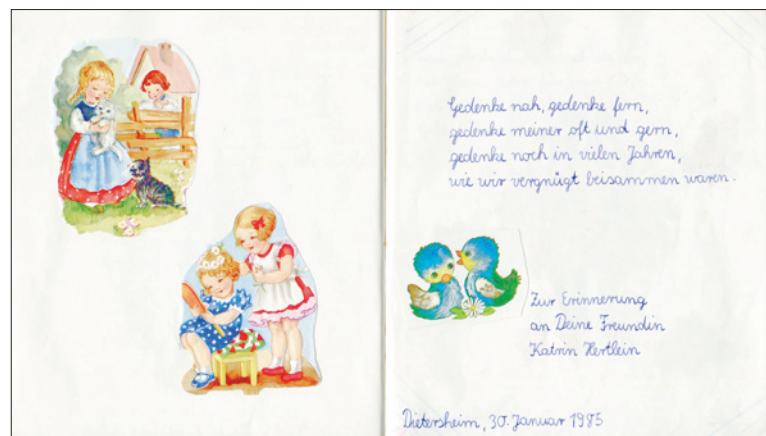 Gedenke nah, gedenke fern,
gedenke meiner oft und gern,
gedenke noch in vielen Jahren,
wie wir vergnügt beisammen waren.
Zur Erinnerung
an Deine Freundin
Katrin Hertlein
Dietersheim, 30. Januar 1985